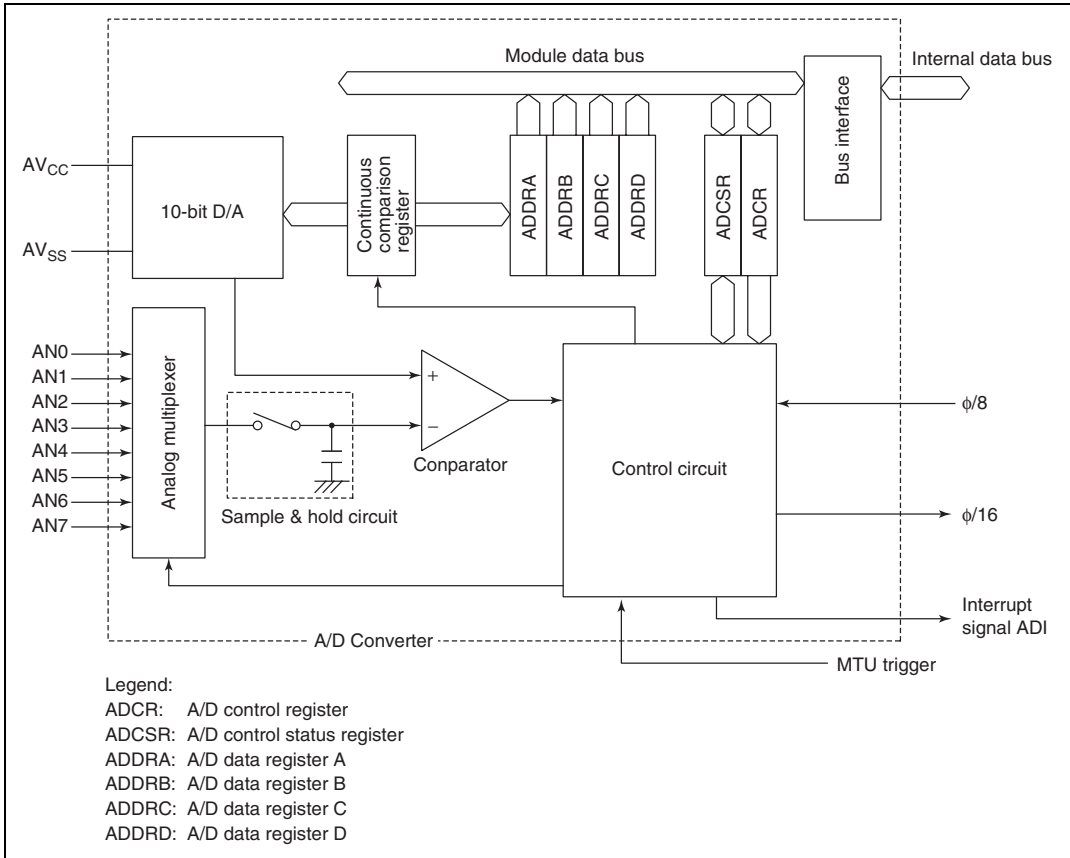 Module data bus
Internal data bus
Bus interface
AVCC
AVSS
10-bit D/A
Continuous
comparison
register
ADDRA
ADDRB
ADDRC
ADDRD
ADCSR
ADCR
AN0
AN1
AN2
AN3
AN4
AN5
AN6
AN7
Analog multiplexer
+
−
Conparator
Sample & hold circuit
Control circuit
ϕ/8
ϕ/16
Interrupt
signal ADI
A/D Converter
MTU trigger
Legend:
ADCR: A/D control register
ADCSR: A/D control status register
ADDRA: A/D data register A
ADDRB: A/D data register B
ADDRC: A/D data register C
ADDRD: A/D data register D